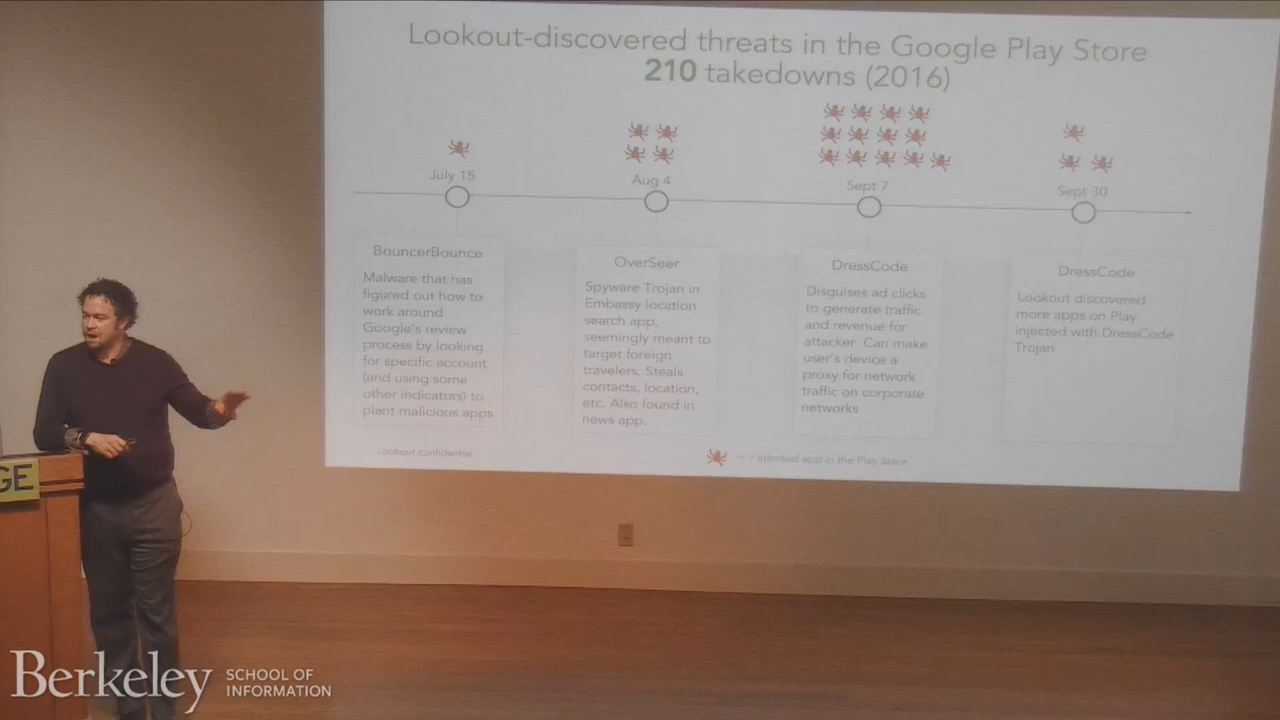 Lookout-discovered threats in the Google Play Store
210 takedowns (2016)
July 15
Aug 4
Sept 7
Sept 30
BouncerBounce
Malware that has
figured out how to
work around
Google's review
process by looking
for specific account
(and using some
other indicators) to
plant malicious apps
OverSeer
Spyware Trojan in
Embassy location
search app,
seemingly meant to
target foreign
travelers. Steals
contacts, location,
etc. Also found in
news app.
DressCode
Disguises ad clicks
to generate traffic
and revenue for
attacker. Can make
user's device a
proxy for network
traffic on corporate
networks
DressCode
Lookout discovered
more apps on Play
injected with DressCode
Trojan
Lookout confidential
= 1 infected app in the Play Store
GE
Berkeley
SCHOOL OF
INFORMATION